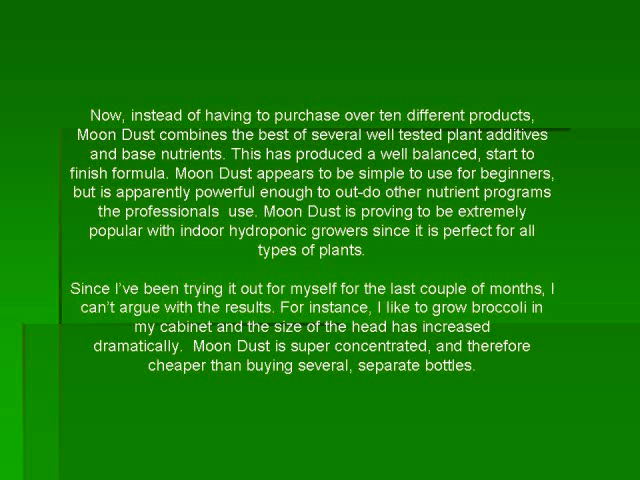 Now, instead of having to purchase over ten different products,
Moon Dust combines the best of several well tested plant additives
and base nutrients. This has produced a well balanced, start to
finish formula. Moon Dust appears to be simple to use for beginners,
but is apparently powerful enough to out-do other nutrient programs
the professionals  use. Moon Dust is proving to be extremely
popular with indoor hydroponic growers since it is perfect for all
types of plants.

Since I’ve been trying it out for myself for the last couple of months, I
can’t argue with the results. For instance, I like to grow broccoli in
my cabinet and the size of the head has increased
dramatically.  Moon Dust is super concentrated, and therefore
cheaper than buying several, separate bottles.